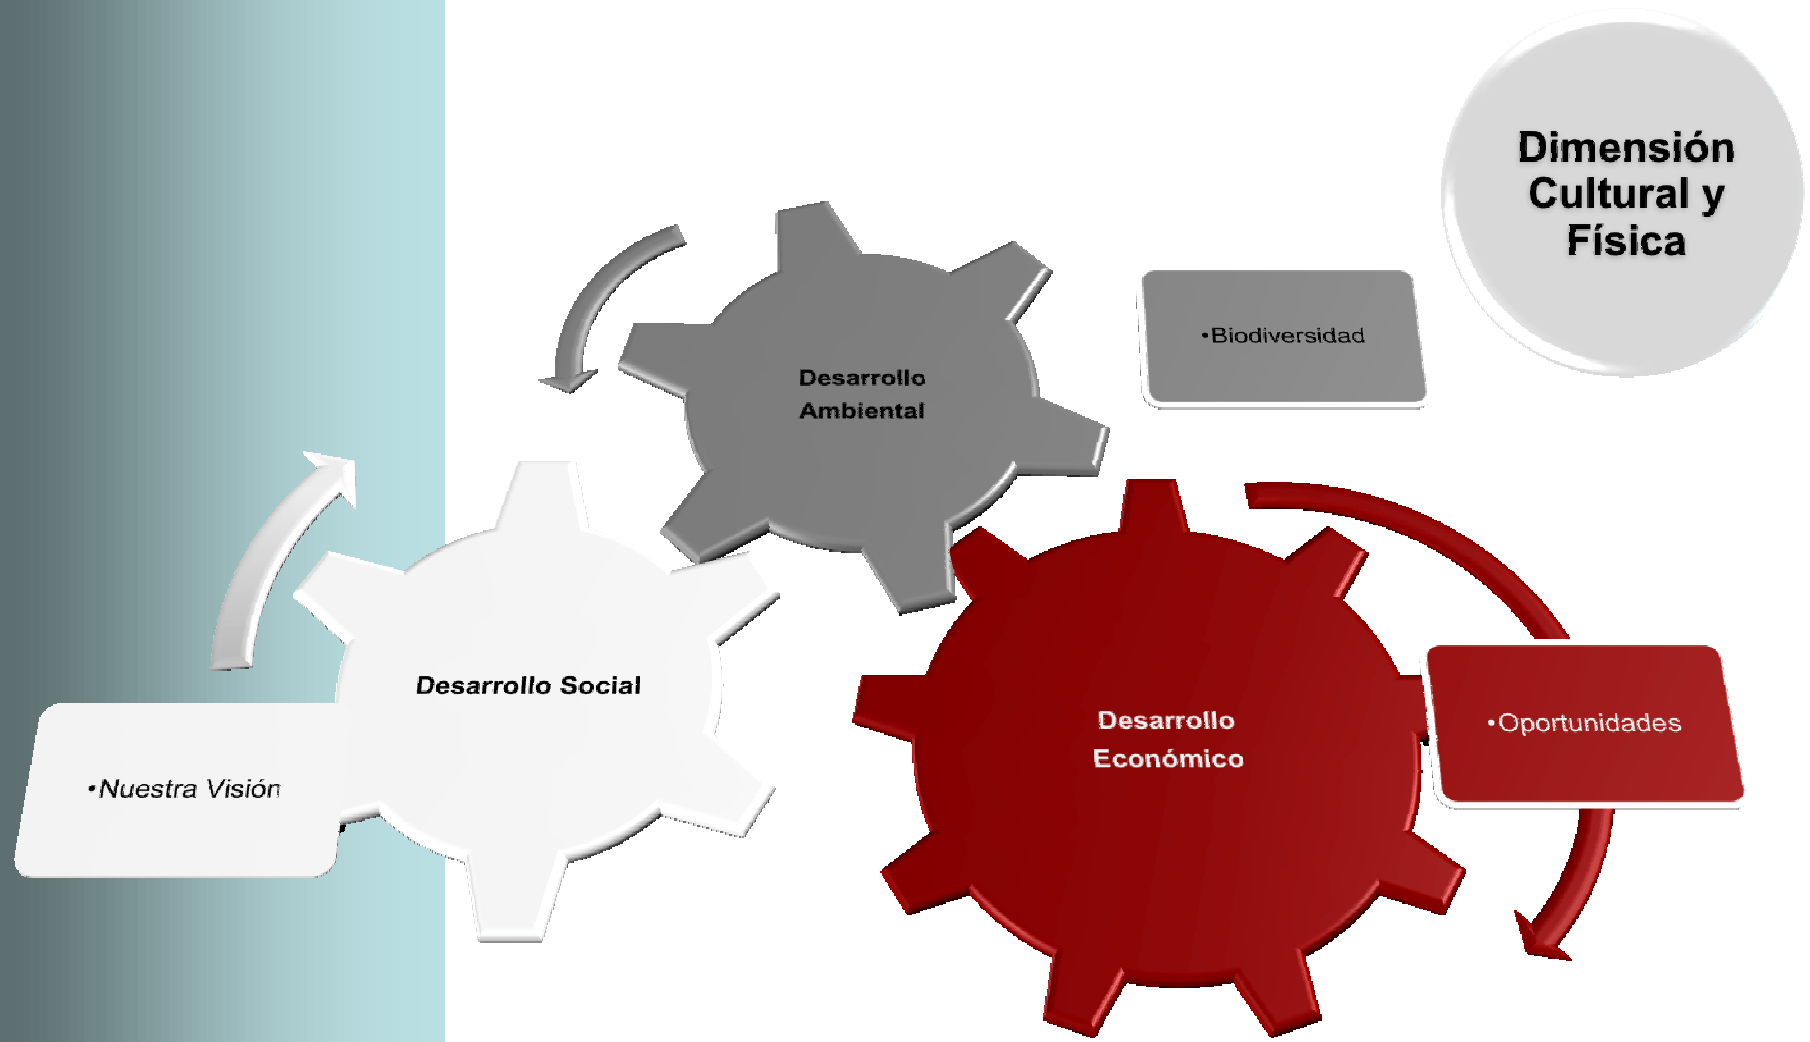 Dimensión
Cultural y
Física
•Biodiversidad
Desarrollo
Ambiental
Desarrollo Social
•Nuestra Visión
Desarrollo
Económico
•Oportunidades